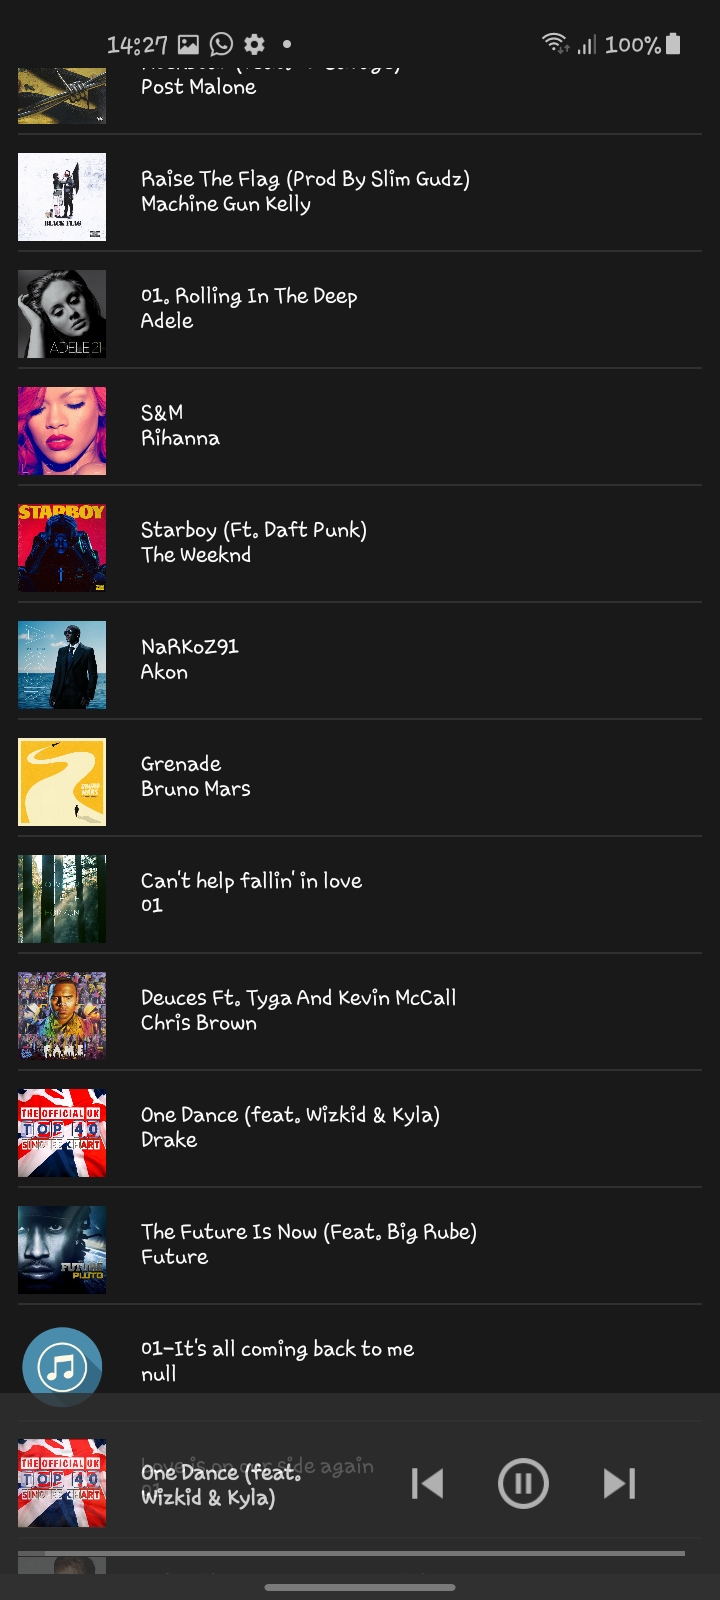 14:27
100%
Post Malone
Raise The Flag (Prod By Slim Gudz)
Machine Gun Kelly
BLACK FLAG
01. Rolling In The Deep
Adele
ADELE 21
S&M
Rihanna
STARBOY
Starboy (Ft. Daft Punk)
The Weeknd
NaRKoZ91
Akon
Grenade
Bruno Mars
Can't help fallin' in love
01
Deuces Ft. Tyga And Kevin McCall
Chris Brown
F.A.M.E.
One Dance (feat. Wizkid & Kyla)
Drake
THE OFFICIAL UK
TOP 40
SINGLES CHART
The Future Is Now (Feat. Big Rube)
Future
FUTURE
PLUTO
01-It's all coming back to me
null
Love is on our side again
One Dance (feat.
Wizkid & Kyla)
THE OFFICIAL UK
TOP 40
SINGLES CHART